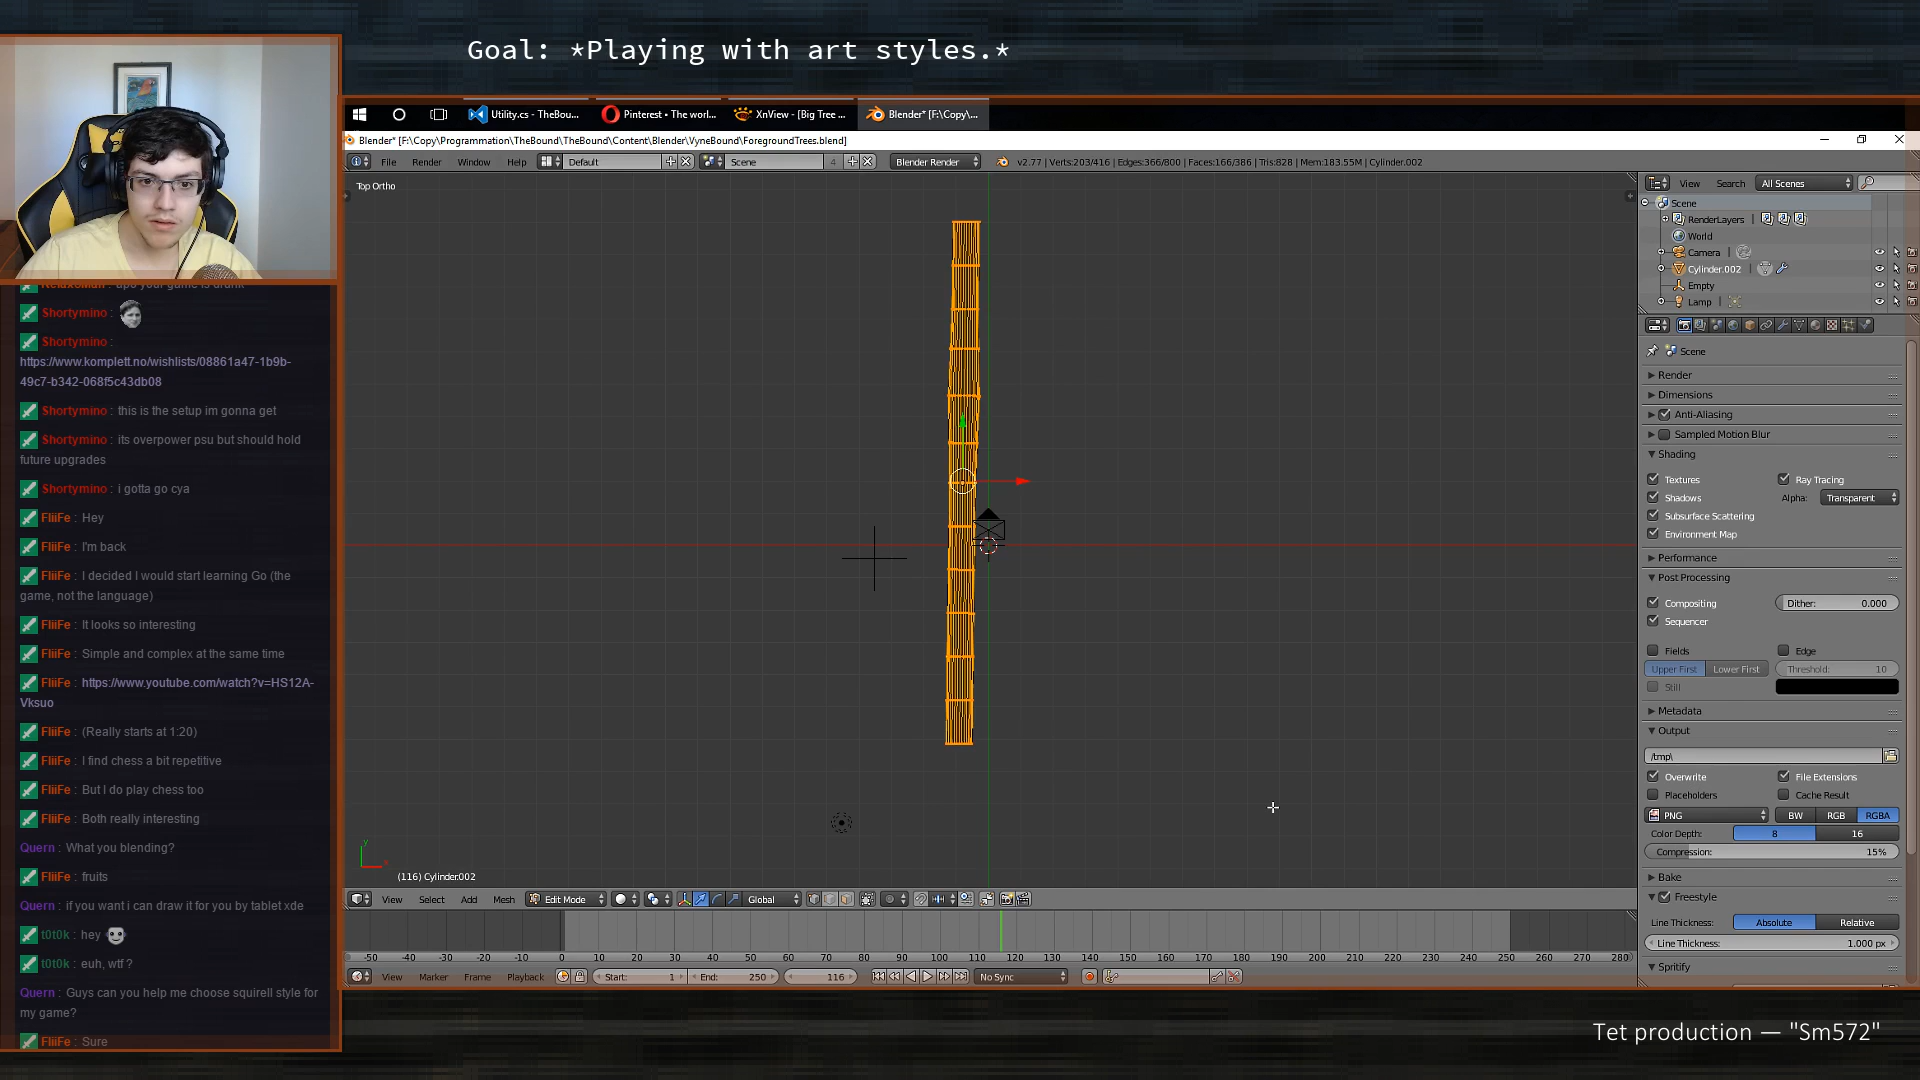 Goal: *Playing with art styles.*
Utility.cs - TheBou...
Pinterest • The worl...
XnView - [Big Tree ...
Blender* [F:\Copy\...
Blender* [F:\Copy\Programmation\TheBound\TheBound\Content\Blender\VyneBound\ForegroundTrees.blend]
File Render Window Help Default Scene 4 Blender Render v2.77 | Verts:203/416 | Edges:366/800 | Faces:166/386 | Tris:828 | Mem:183.55M | Cylinder.002
Top Ortho
View Search All Scenes
Scene
RenderLayers
World
Camera
Cylinder.002
Empty
Lamp
Scene
Render
Dimensions
Anti-Aliasing
Sampled Motion Blur
Shading
Textures Ray Tracing
Shadows Alpha: Transparent
Subsurface Scattering
Environment Map
Performance
Post Processing
Compositing Dither: 0.000
Sequencer
Fields Edge
Upper First Lower First Threshold: 10
Still
Metadata
Output
/tmp\
Overwrite File Extensions
Placeholders Cache Result
PNG BW RGB RGBA
Color Depth: 8 16
Compression: 15%
Bake
Freestyle
Line Thickness: Absolute Relative
Line Thickness: 1.000 px
Spritify
y
x
(116) Cylinder.002
View Select Add Mesh Edit Mode Global
-50 -40 -30 -20 -10 0 10 20 30 40 50 60 70 80 90 100 110 120 130 140 150 160 170 180 190 200 210 220 230 240 250 260 270 280
View Marker Frame Playback Start: 1 End: 250 116 No Sync
Shortymino :
Shortymino :
https://www.komplett.no/wishlists/08861a47-1b9b-
49c7-b342-068f5c43db08
Shortymino : this is the setup im gonna get
Shortymino : its overpower psu but should hold
future upgrades
Shortymino : i gotta go cya
FliiFe : Hey
FliiFe : I'm back
FliiFe : I decided I would start learning Go (the
game, not the language)
FliiFe : It looks so interesting
FliiFe : Simple and complex at the same time
FliiFe : https://www.youtube.com/watch?v=HS12A-
Vksuo
FliiFe : (Really starts at 1:20)
FliiFe : I find chess a bit repetitive
FliiFe : But I do play chess too
FliiFe : Both really interesting
Quern : What you blending?
FliiFe : fruits
Quern : if you want i can draw it for you by tablet xde
t0t0k : hey
t0t0k : euh, wtf ?
Quern : Guys can you help me choose squirell style for
my game?
FliiFe : Sure
Tet production — "Sm572"